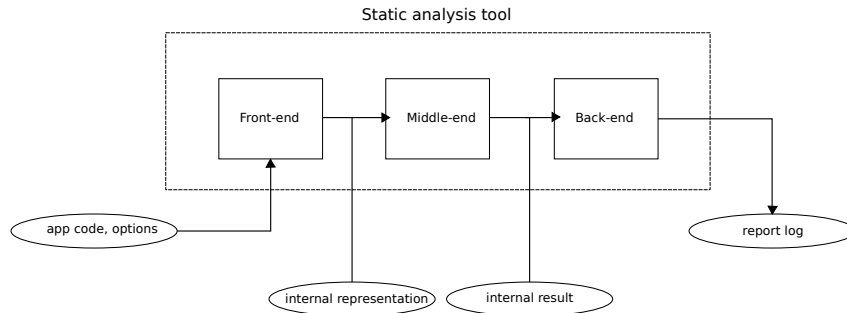 Static analysis tool
Front-end
Middle-end
Back-end
app code, options
report log
internal representation
internal result